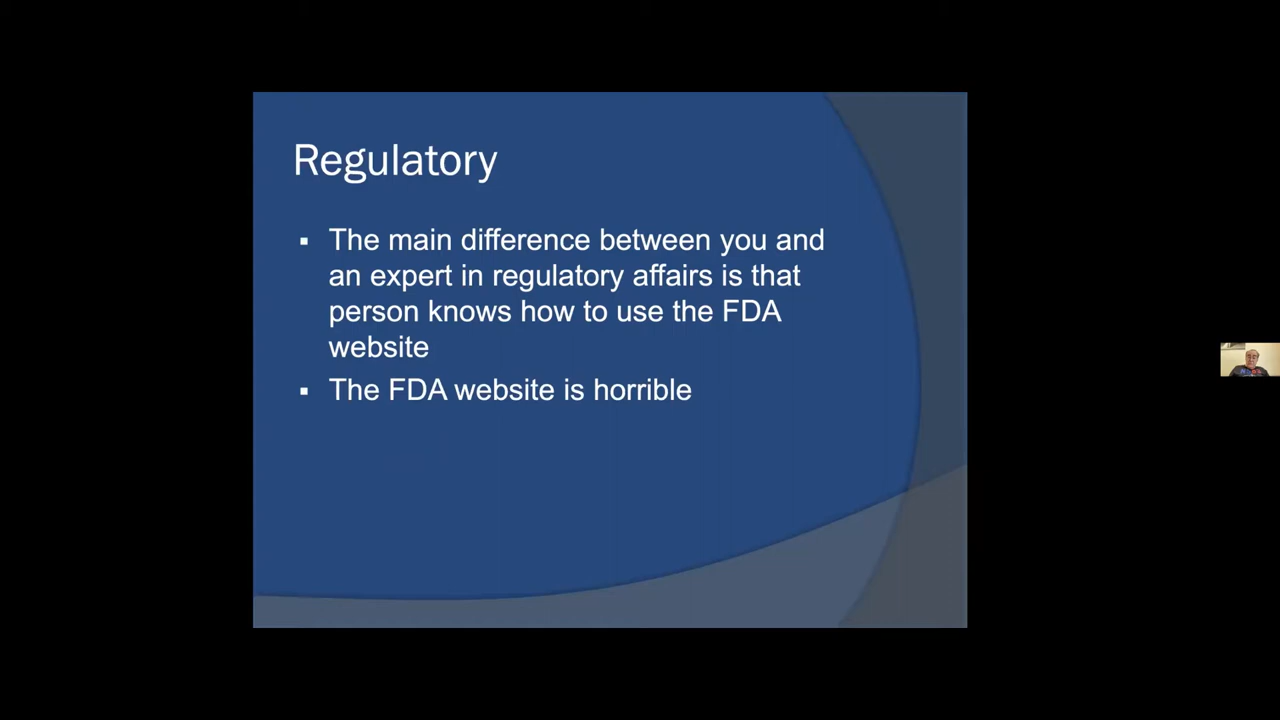 Regulatory
▪ The main difference between you and
an expert in regulatory affairs is that
person knows how to use the FDA
website
▪ The FDA website is horrible